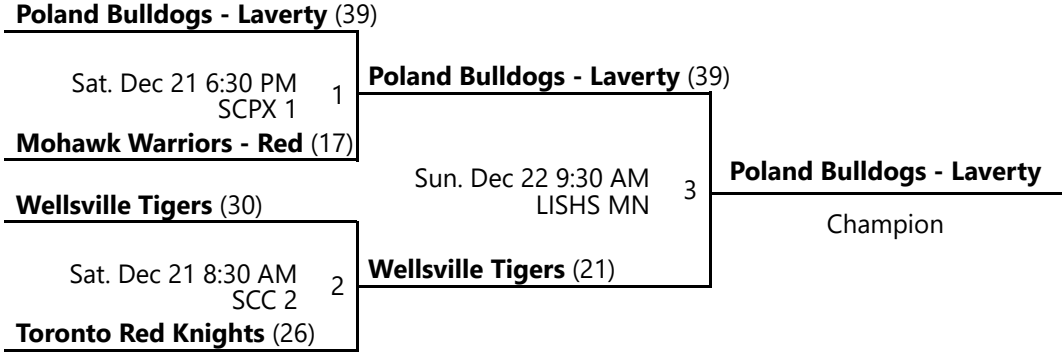 Poland Bulldogs - Laverty (39)
Sat. Dec 21 6:30 PM
SCPX 1
1
Mohawk Warriors - Red (17)
Poland Bulldogs - Laverty (39)
Wellsville Tigers (30)
Sat. Dec 21 8:30 AM
SCC 2
2
Toronto Red Knights (26)
Sun. Dec 22 9:30 AM
LISHS MN
3
Wellsville Tigers (21)
Poland Bulldogs - Laverty
Champion